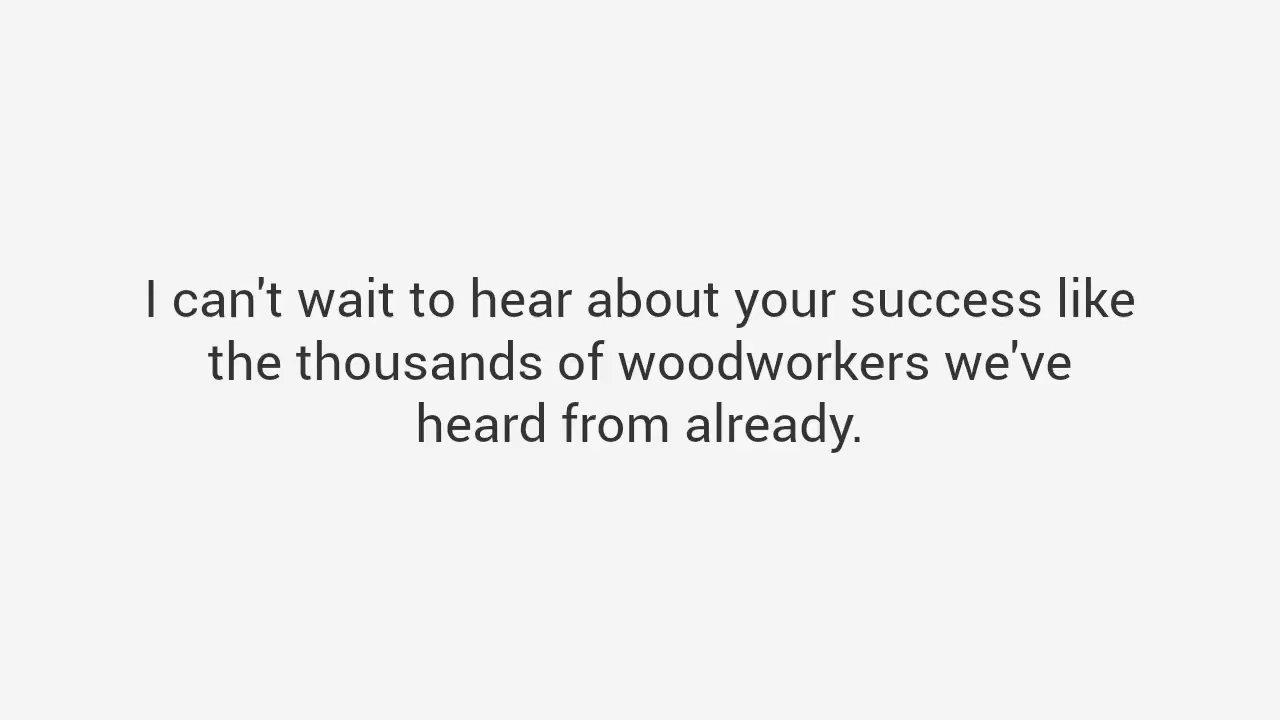 I can't wait to hear about your success like
the thousands of woodworkers we've
heard from already.